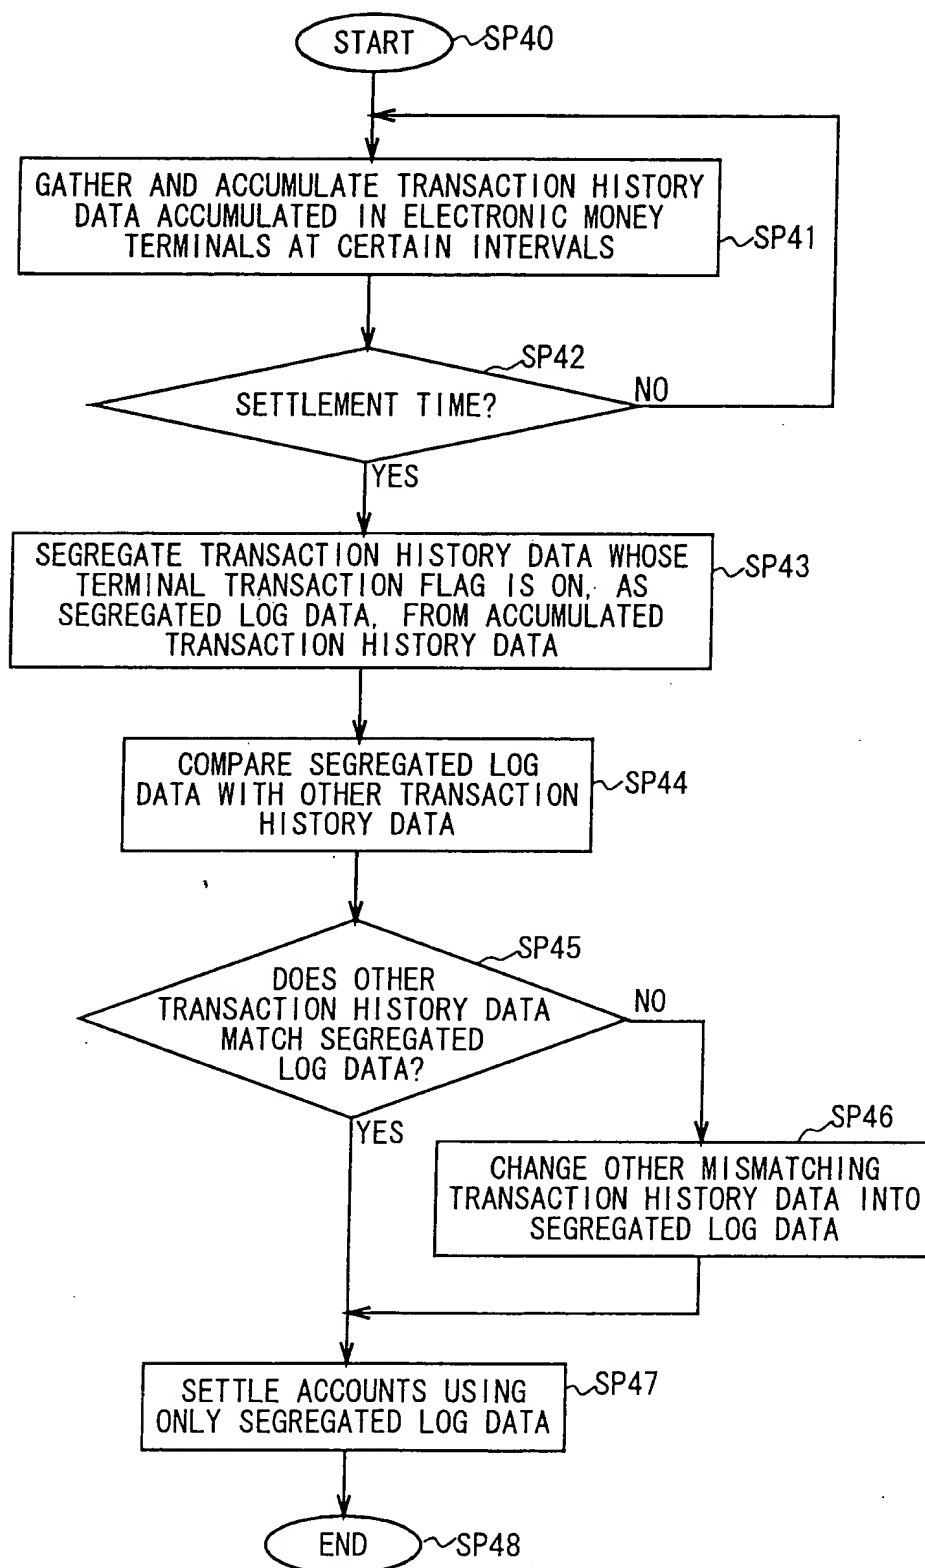 START
SP40
GATHER AND ACCUMULATE TRANSACTION HISTORY
DATA ACCUMULATED IN ELECTRONIC MONEY
TERMINALS AT CERTAIN INTERVALS
SP41
SP42
SETTLEMENT TIME?
NO
YES
SEGREGATE TRANSACTION HISTORY DATA WHOSE
TERMINAL TRANSACTION FLAG IS ON, AS
SEGREGATED LOG DATA, FROM ACCUMULATED
TRANSACTION HISTORY DATA
SP43
COMPARE SEGREGATED LOG
DATA WITH OTHER TRANSACTION
HISTORY DATA
SP44
SP45
DOES OTHER
TRANSACTION HISTORY DATA
MATCH SEGREGATED
LOG DATA?
NO
YES
SP46
CHANGE OTHER MISMATCHING
TRANSACTION HISTORY DATA INTO
SEGREGATED LOG DATA
SETTLE ACCOUNTS USING
ONLY SEGREGATED LOG DATA
SP47
END
SP48